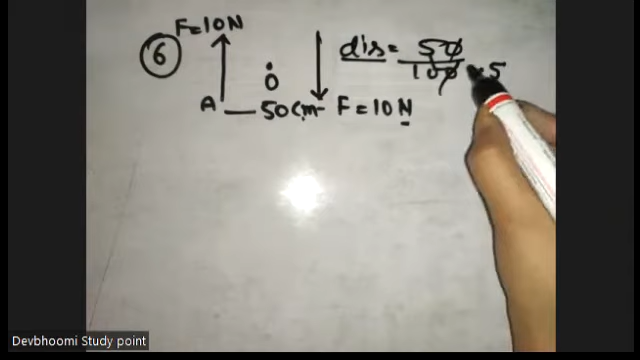 F=10N
6
dis = 50/100 .5
O
A — 50cm F = 10N
Devbhoomi Study point